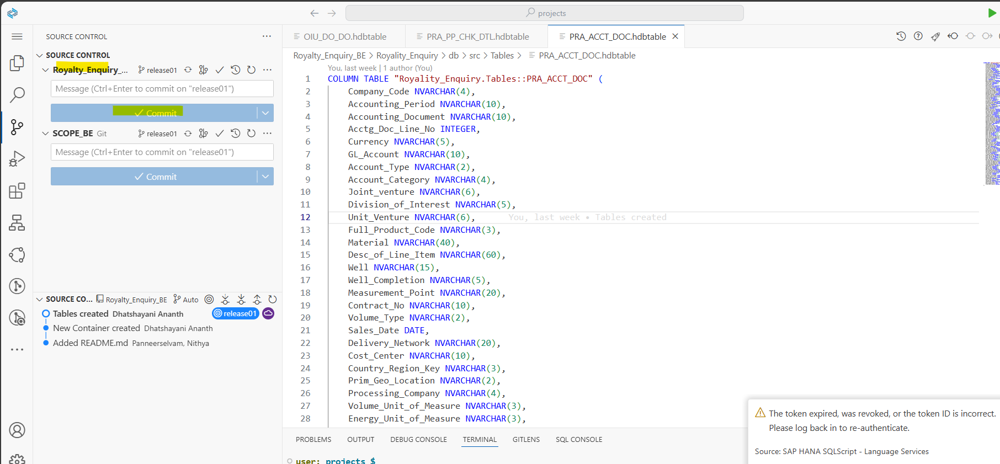 projects
SOURCE CONTROL
SOURCE CONTROL
Royalty_Enquiry_... release01
Message (Ctrl+Enter to commit on "release01")
Commit
SCOPE_BE Git release01
Message (Ctrl+Enter to commit on "release01")
Commit
SOURCE CO... Royalty_Enquiry_BE Auto
Tables created Dhatshayani Ananth release01
New Container created Dhatshayani Ananth
Added README.md Panneerselvam, Nithya
OIU_DO_DO.hdbtable PRA_PP_CHK_DTL.hdbtable PRA_ACCT_DOC.hdbtable
Royalty_Enquiry_BE > Royality_Enquiry > db > src > Tables > PRA_ACCT_DOC.hdbtable
You, last week | 1 author (You)
1 COLUMN TABLE "Royality_Enquiry.Tables::PRA_ACCT_DOC" (
2 Company_Code NVARCHAR(4),
3 Accounting_Period NVARCHAR(10),
4 Accounting_Document NVARCHAR(10),
5 Acctg_Doc_Line_No INTEGER,
6 Currency NVARCHAR(5),
7 GL_Account NVARCHAR(10),
8 Account_Type NVARCHAR(2),
9 Account_Category NVARCHAR(4),
10 Joint_venture NVARCHAR(6),
11 Division_of_Interest NVARCHAR(5),
12 Unit_Venture NVARCHAR(6), You, last week • Tables created
13 Full_Product_Code NVARCHAR(3),
14 Material NVARCHAR(40),
15 Desc_of_Line_Item NVARCHAR(60),
16 Well NVARCHAR(15),
17 Well_Completion NVARCHAR(5),
18 Measurement_Point NVARCHAR(20),
19 Contract_No NVARCHAR(10),
20 Volume_Type NVARCHAR(2),
21 Sales_Date DATE,
22 Delivery_Network NVARCHAR(20),
23 Cost_Center NVARCHAR(10),
24 Country_Region_Key NVARCHAR(3),
25 Prim_Geo_Location NVARCHAR(2),
26 Processing_Company NVARCHAR(4),
27 Volume_Unit_of_Measure NVARCHAR(3),
28 Energy_Unit_of_Measure NVARCHAR(3),
PROBLEMS OUTPUT DEBUG CONSOLE TERMINAL GITLENS SQL CONSOLE
user: projects $
The token expired, was revoked, or the token ID is incorrect.
Please log back in to re-authenticate.
Source: SAP HANA SQLScript - Language Services